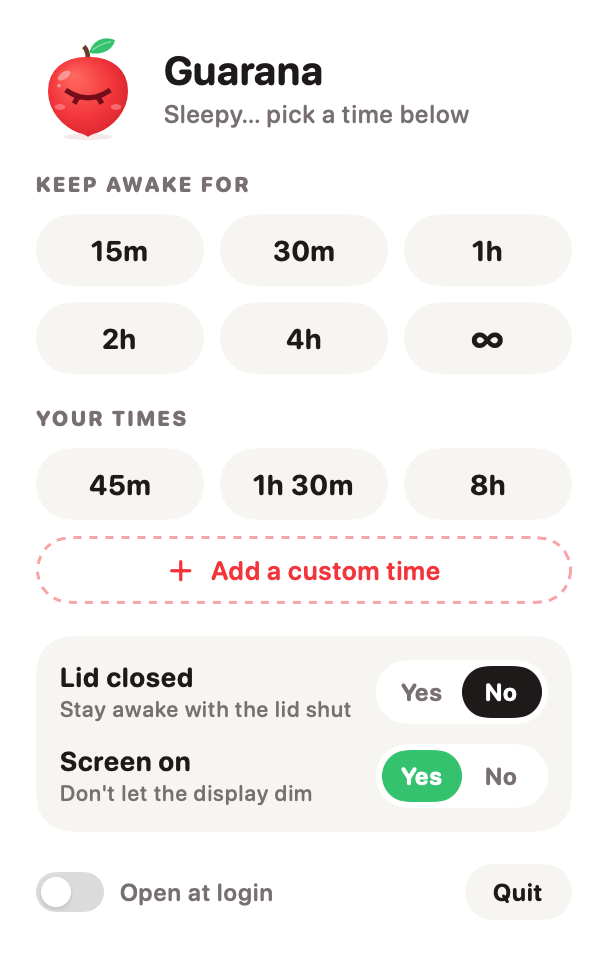 Guarana
Sleepy... pick a time below
KEEP AWAKE FOR
15m 30m 1h
2h 4h ∞
YOUR TIMES
45m 1h 30m 8h
+ Add a custom time
Lid closed
Stay awake with the lid shut
Yes No
Screen on
Don't let the display dim
Yes No
Open at login
Quit